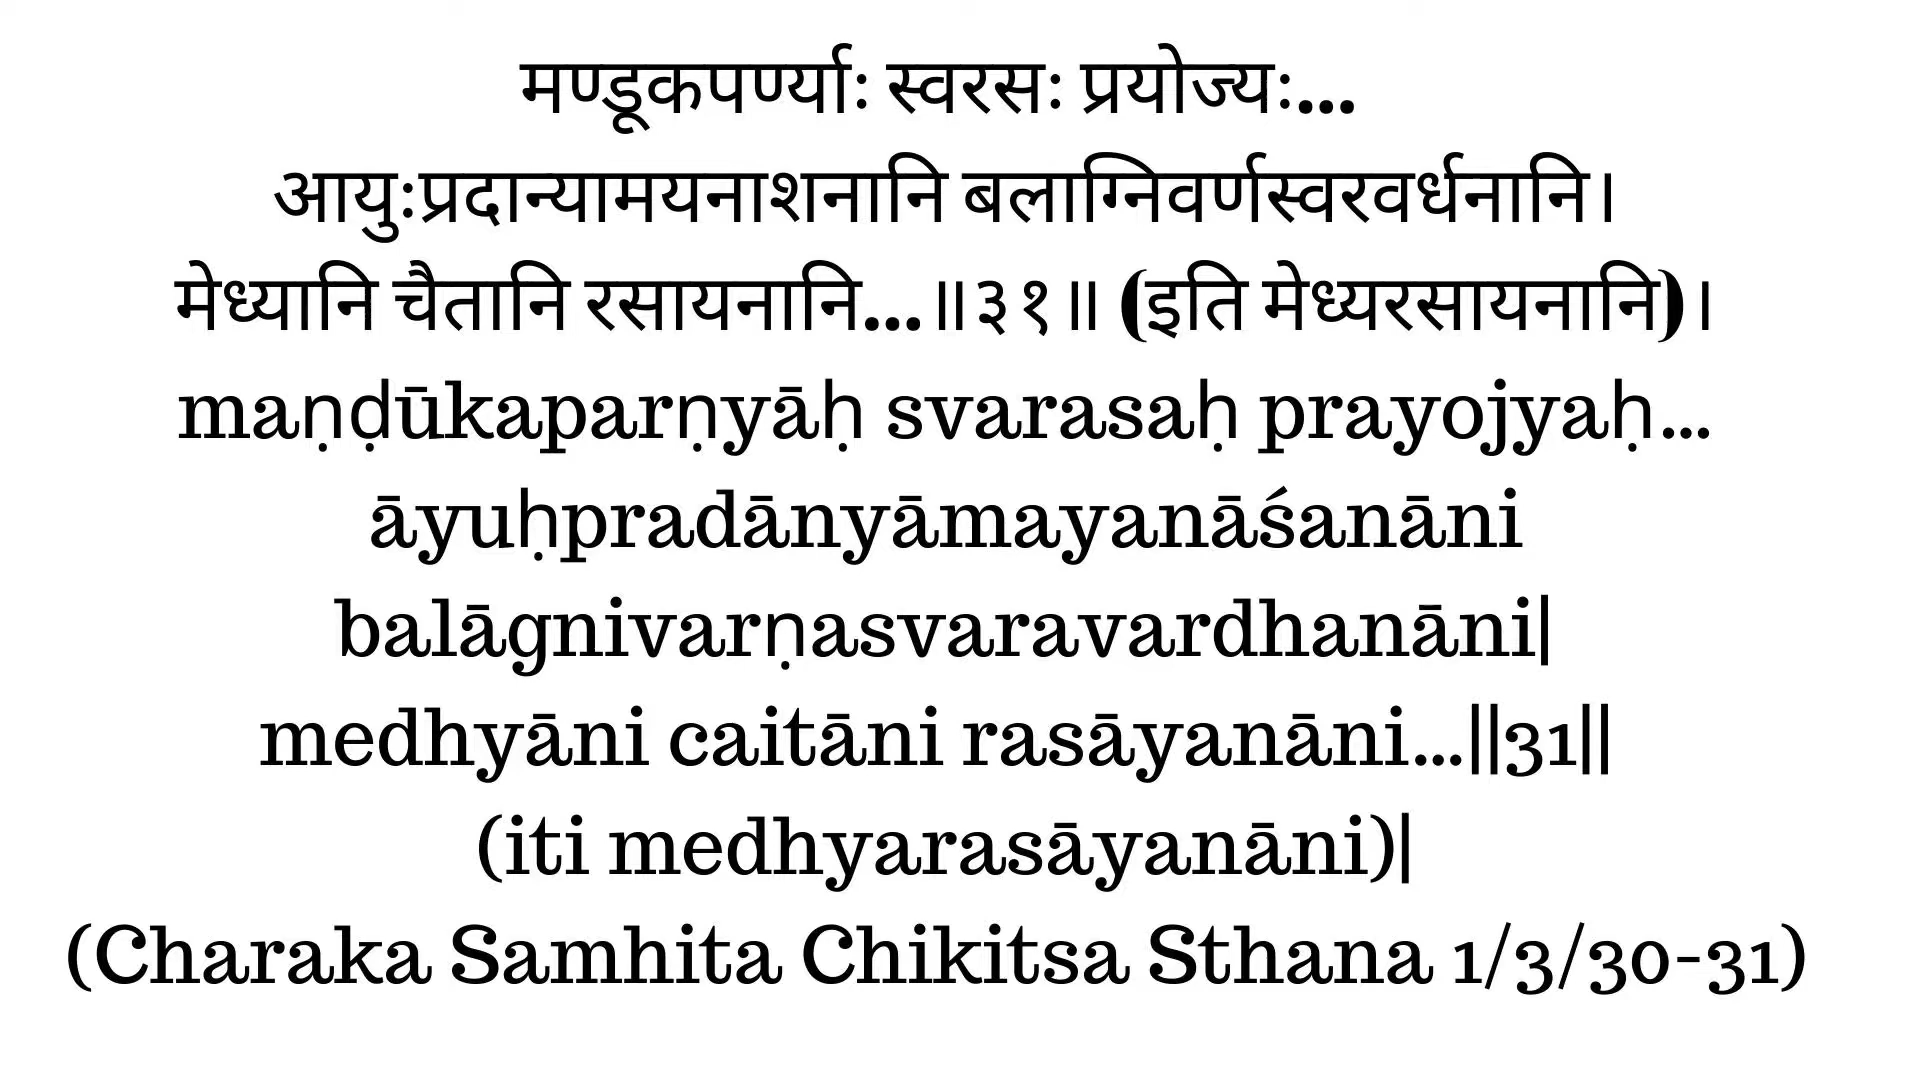 मण्डूकपर्ण्याः स्वरसः प्रयोज्यः...
आयुःप्रदान्यामयनाशनानि बलाग्निवर्णस्वरवर्धनानि।
मेध्यानि चैतानि रसायनानि...॥३१॥ (इति मेध्यरसायनानि)।
maṇḍūkaparṇyāḥ svarasaḥ prayojyaḥ...
āyuḥpradānyāmayanāśanāni
balāgnivarṇasvaravardhanāni|
medhyāni caitāni rasāyanāni...||31||
(iti medhyarasāyanāni)|
(Charaka Samhita Chikitsa Sthana 1/3/30-31)